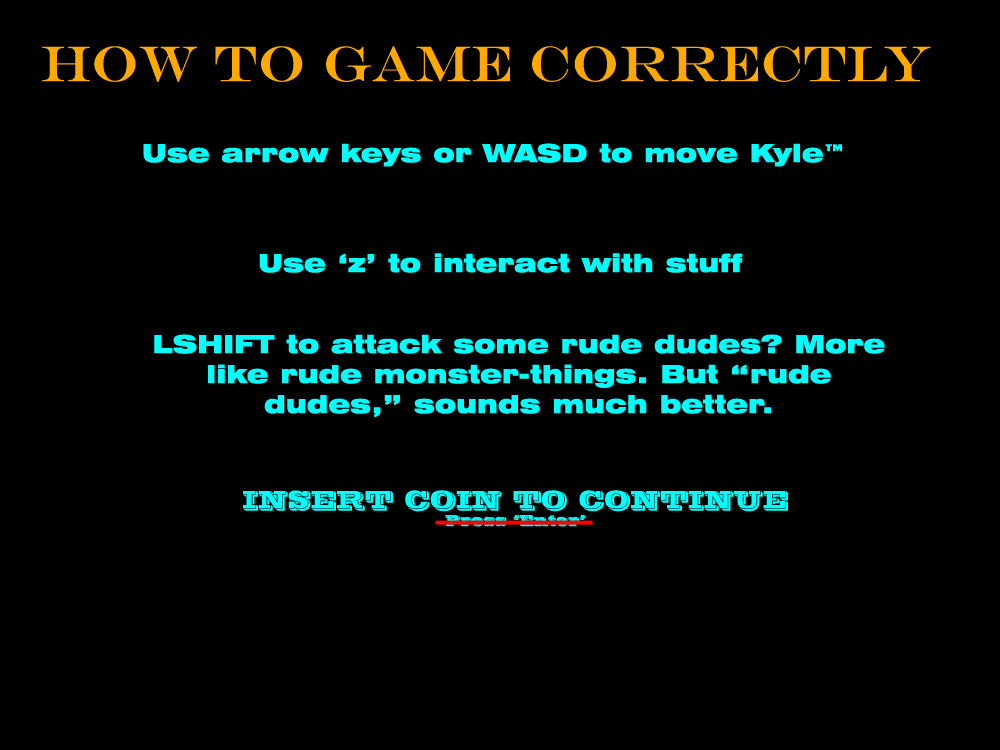 HOW TO GAME CORRECTLY
Use arrow keys or WASD to move Kyle™
Use ‘z’ to interact with stuff
LSHIFT to attack some rude dudes? More
like rude monster-things. But “rude
dudes,” sounds much better.
INSERT COIN TO CONTINUE
Press 'Enter'